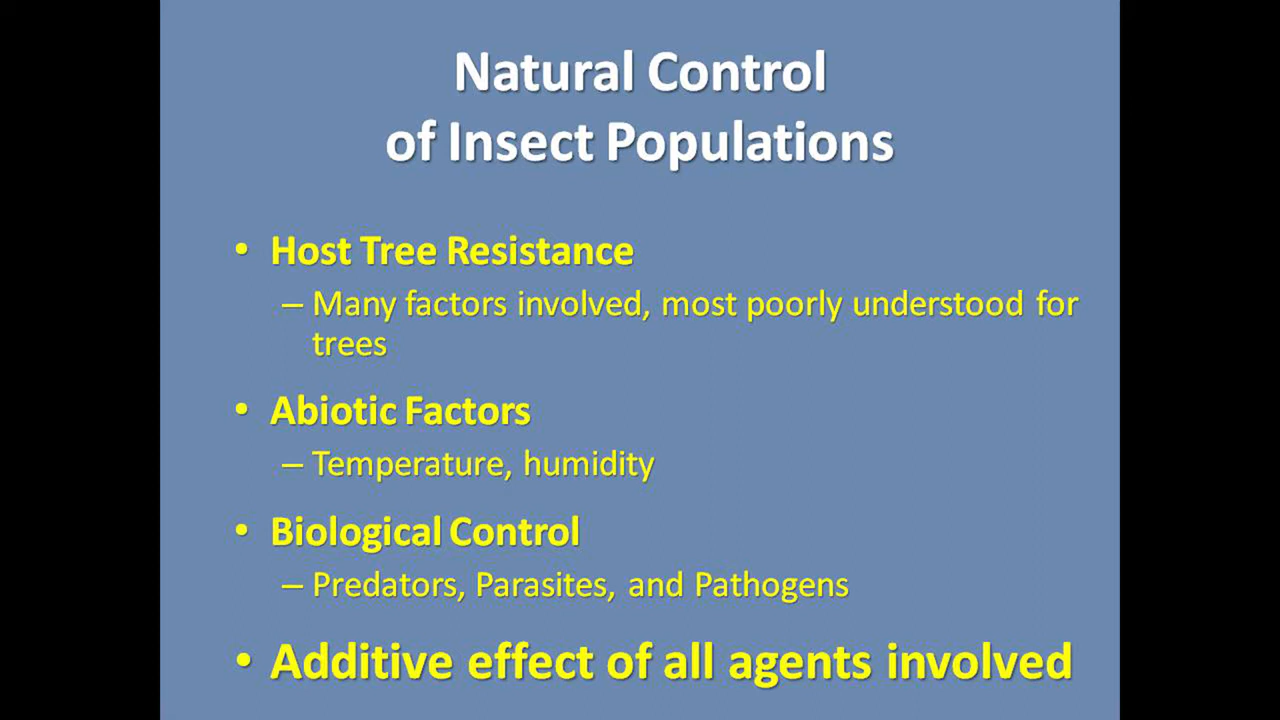 Natural Control
of Insect Populations
• Host Tree Resistance
– Many factors involved, most poorly understood for
trees
• Abiotic Factors
– Temperature, humidity
• Biological Control
– Predators, Parasites, and Pathogens
• Additive effect of all agents involved